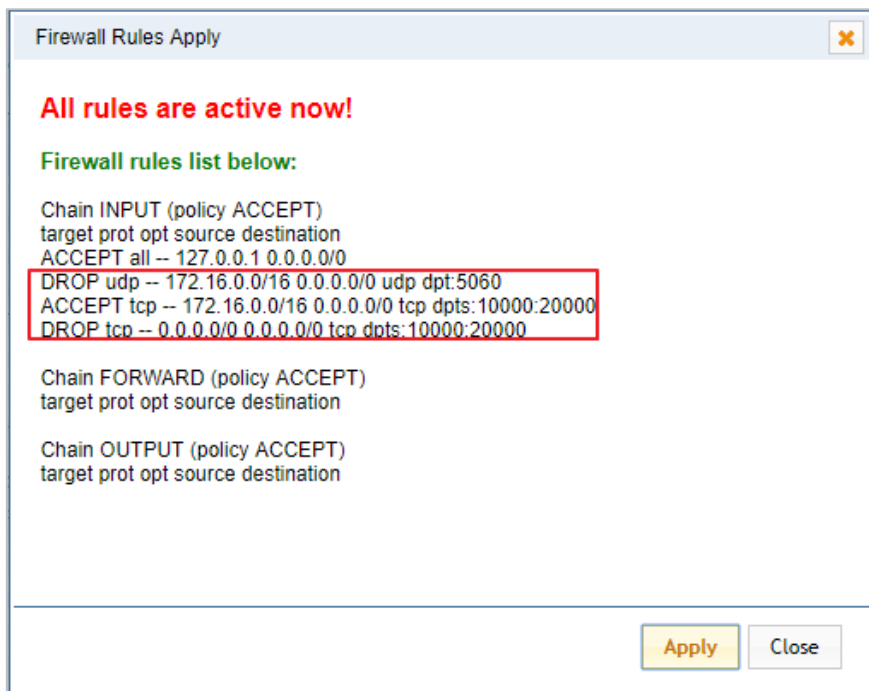 Firewall Rules Apply
All rules are active now!
Firewall rules list below:
Chain INPUT (policy ACCEPT)
target prot opt source destination
ACCEPT all -- 127.0.0.1 0.0.0.0/0
DROP udp -- 172.16.0.0/16 0.0.0.0/0 udp dpt:5060
ACCEPT tcp -- 172.16.0.0/16 0.0.0.0/0 tcp dpts:10000:20000
DROP tcp -- 0.0.0.0/0 0.0.0.0/0 tcp dpts:10000:20000
Chain FORWARD (policy ACCEPT)
target prot opt source destination
Chain OUTPUT (policy ACCEPT)
target prot opt source destination
Apply Close